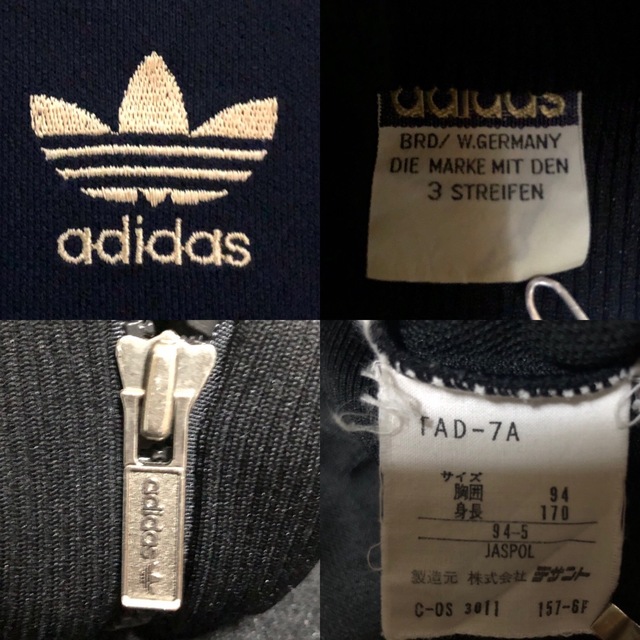 adidas
adidas
BRD/ W.GERMANY
DIE MARKE MIT DEN
3 STREIFEN
adidas
TAD-7A
サイズ
胸囲 94
身長 170
94-5
JASPOL
製造元 株式会社 デサント
C-OS 3011 157-6F